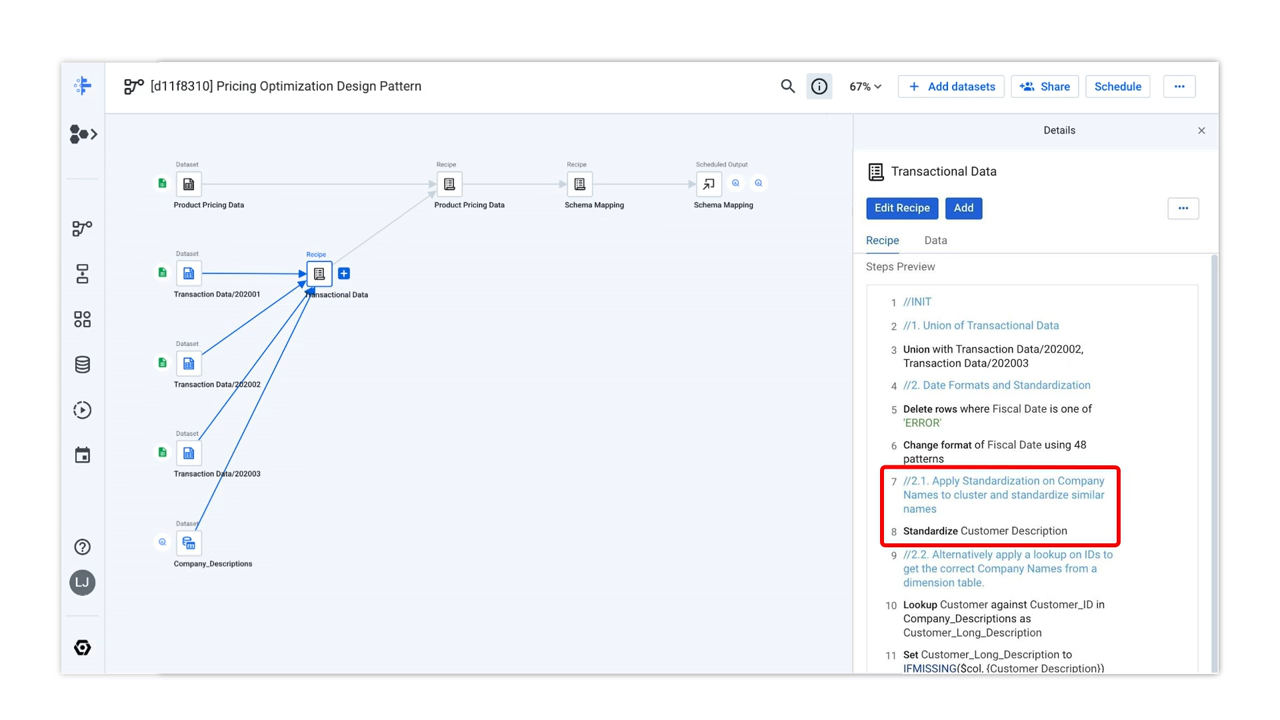 [d11f8310] Pricing Optimization Design Pattern
67%
Add datasets
Share
Schedule
Details
Dataset
Product Pricing Data
Recipe
Product Pricing Data
Recipe
Schema Mapping
Scheduled Output
Schema Mapping
Dataset
Transaction Data/202001
Recipe
Transactional Data
Dataset
Transaction Data/202002
Dataset
Transaction Data/202003
Dataset
Company_Descriptions
LJ
Transactional Data
Edit Recipe
Add
Recipe
Data
Steps Preview
1 //INIT
2 //1. Union of Transactional Data
3 Union with Transaction Data/202002,
Transaction Data/202003
4 //2. Date Formats and Standardization
5 Delete rows where Fiscal Date is one of
'ERROR'
6 Change format of Fiscal Date using 48
patterns
7 //2.1. Apply Standardization on Company
Names to cluster and standardize similar
names
8 Standardize Customer Description
9 //2.2. Alternatively apply a lookup on IDs to
get the correct Company Names from a
dimension table.
10 Lookup Customer against Customer_ID in
Company_Descriptions as
Customer_Long_Description
11 Set Customer_Long_Description to
IFMISSING($col, {Customer Description})